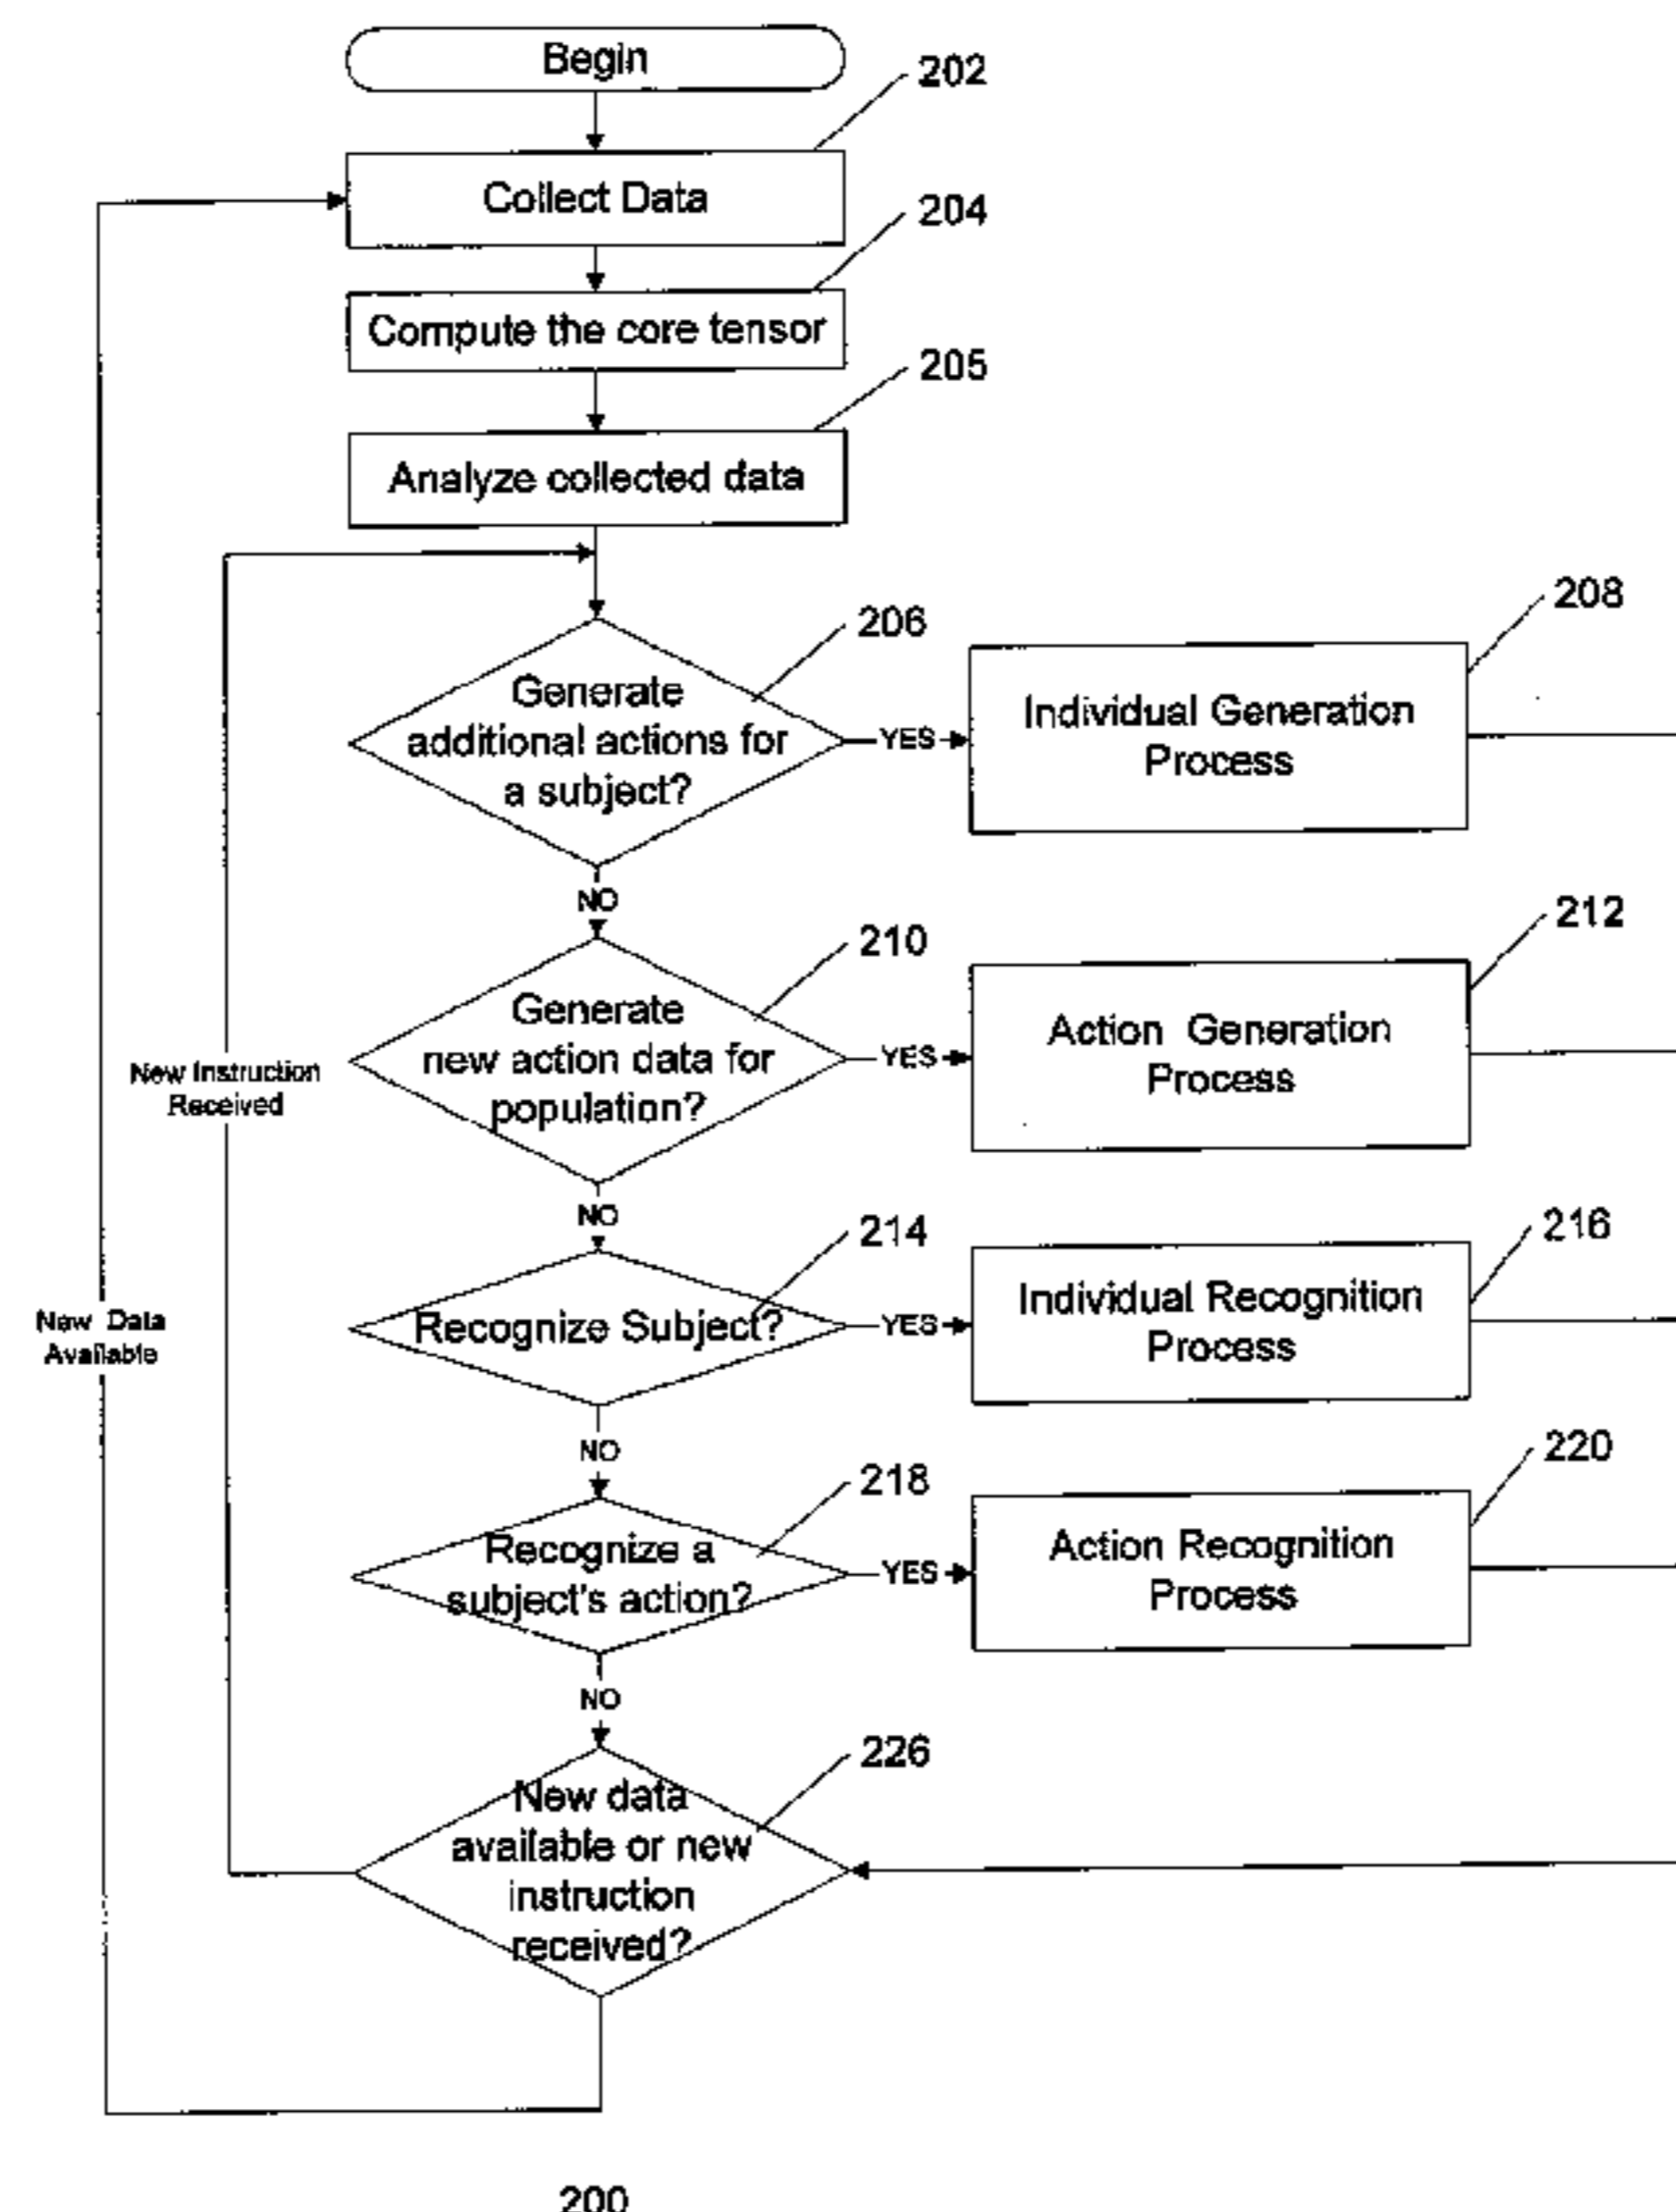 Begin
202
Collect Data
204
Compute the core tensor
205
Analyze collected data
206
Generate
additional actions for
a subject?
YES
208
Individual Generation
Process
NO
210
Generate
new action data for
population?
YES
212
Action Generation
Process
New Instruction
Received
NO
214
Recognize Subject?
YES
216
Individual Recognition
Process
New Data
Available
NO
218
Recognize a
subject's action?
YES
220
Action Recognition
Process
NO
226
New data
available or new
instruction
received?
200